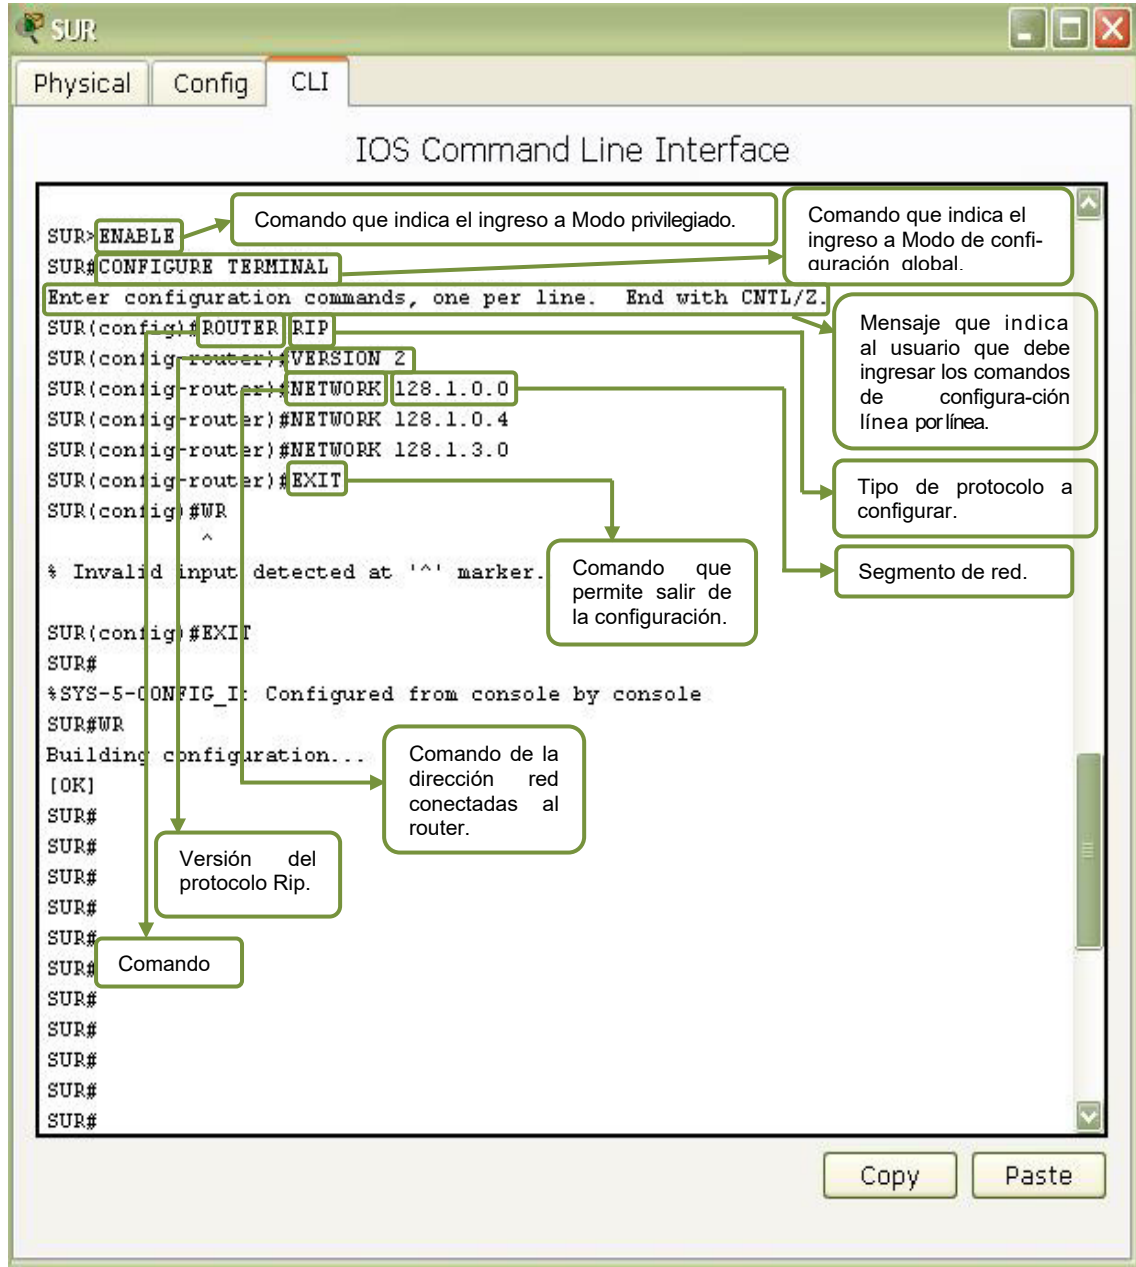 SUR
Physical Config CLI
IOS Command Line Interface
SUR>ENABLE
SUR#CONFIGURE TERMINAL
Enter configuration commands, one per line.  End with CNTL/Z.
SUR(config)#ROUTER RIP
SUR(config-router)#VERSION 2
SUR(config-router)#NETWORK 128.1.0.0
SUR(config-router)#NETWORK 128.1.0.4
SUR(config-router)#NETWORK 128.1.3.0
SUR(config-router)#EXIT
SUR(config)#WR
^
% Invalid input detected at '^' marker.
SUR(config)#EXIT
SUR#
%SYS-5-CONFIG_I: Configured from console by console
SUR#WR
Building configuration...
[OK]
SUR#
SUR#
SUR#
SUR#
SUR#
SUR#
SUR#
SUR#
SUR#
SUR#
SUR#
Comando que indica el ingreso a Modo privilegiado.
Comando que indica el
ingreso a Modo de confi-
guración global.
Mensaje que indica
al usuario que debe
ingresar los comandos
de configura-ción
línea por línea.
Tipo de protocolo a
configurar.
Segmento de red.
Comando que
permite salir de
la configuración.
Comando de la
dirección red
conectadas al
router.
Versión del
protocolo Rip.
Comando
Copy Paste